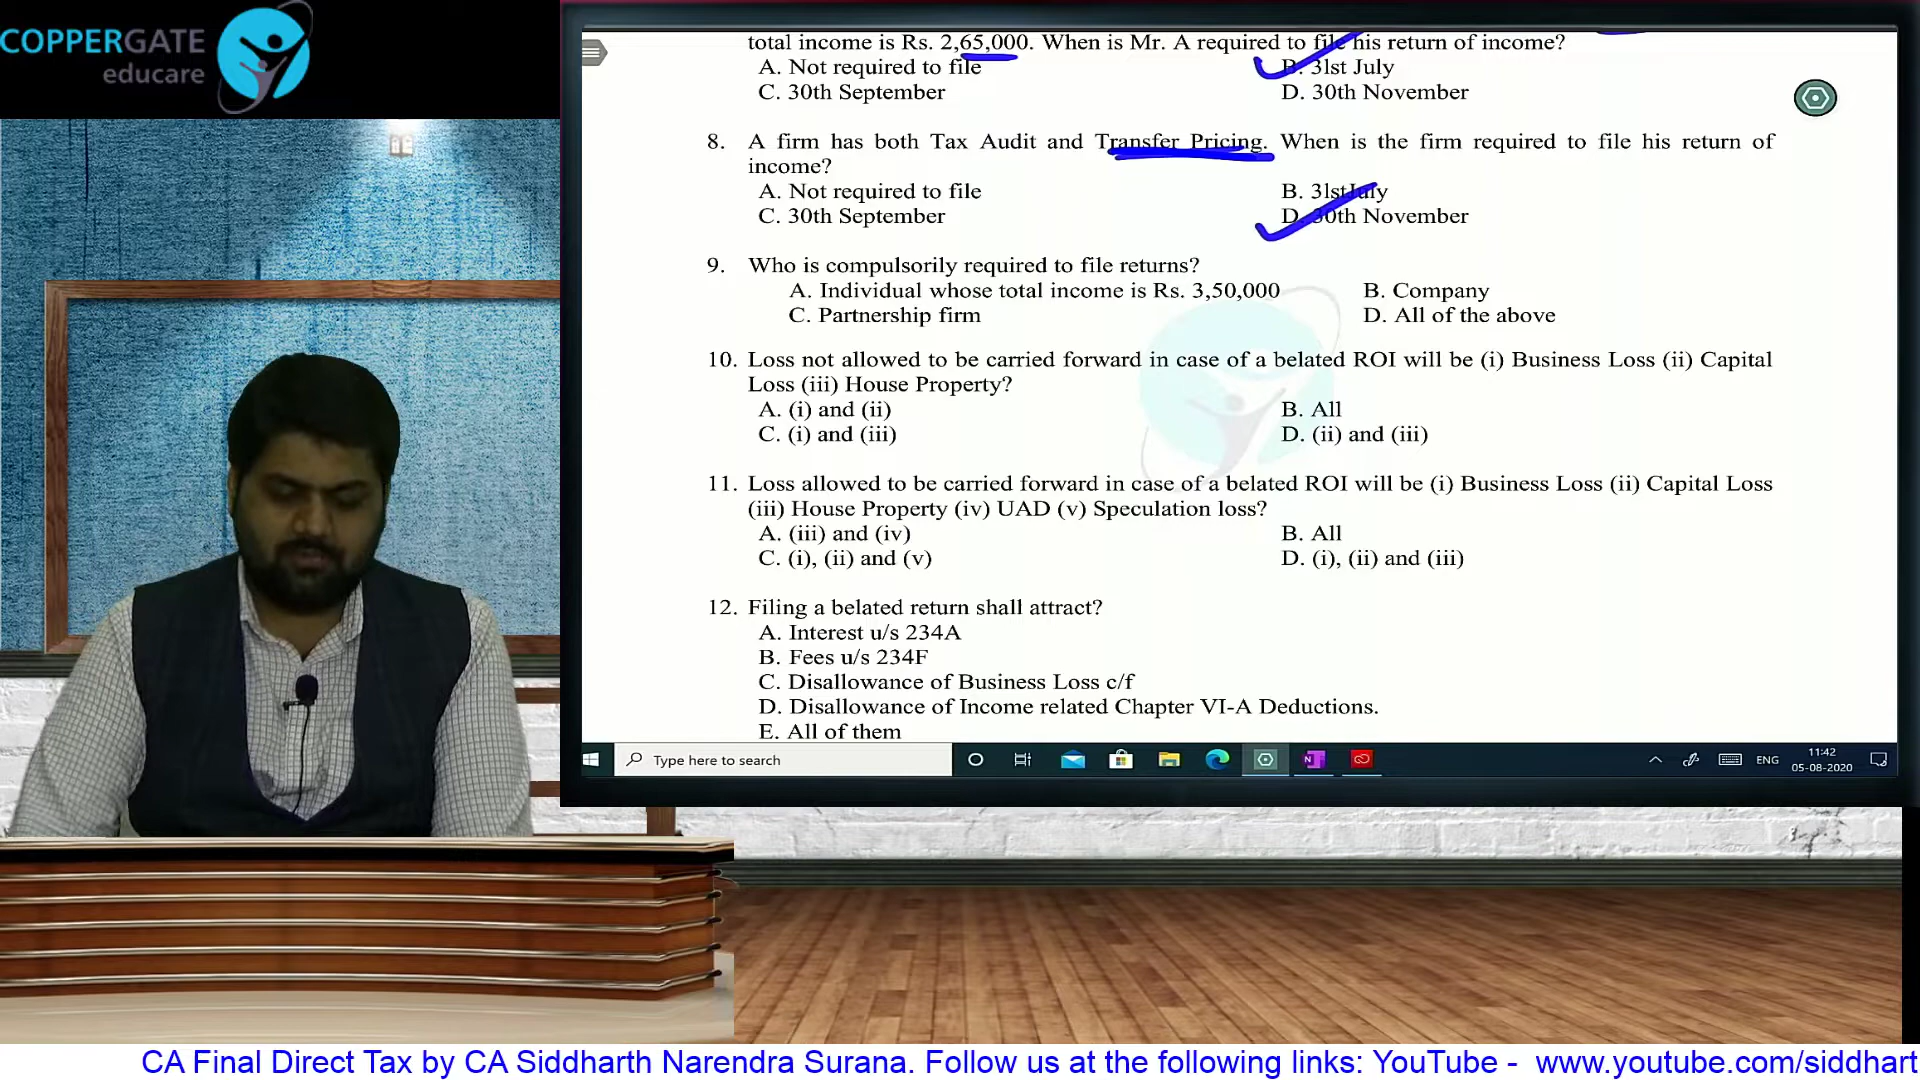 COPPERGATE
educare
total income is Rs. 2,65,000. When is Mr. A required to file his return of income?
A. Not required to file
B. 3lst July
C. 30th September
D. 30th November
8. A firm has both Tax Audit and Transfer Pricing. When is the firm required to file his return of
income?
A. Not required to file
B. 3lstJuly
C. 30th September
D. 30th November
9. Who is compulsorily required to file returns?
A. Individual whose total income is Rs. 3,50,000
B. Company
C. Partnership firm
D. All of the above
10. Loss not allowed to be carried forward in case of a belated ROI will be (i) Business Loss (ii) Capital
Loss (iii) House Property?
A. (i) and (ii)
B. All
C. (i) and (iii)
D. (ii) and (iii)
11. Loss allowed to be carried forward in case of a belated ROI will be (i) Business Loss (ii) Capital Loss
(iii) House Property (iv) UAD (v) Speculation loss?
A. (iii) and (iv)
B. All
C. (i), (ii) and (v)
D. (i), (ii) and (iii)
12. Filing a belated return shall attract?
A. Interest u/s 234A
B. Fees u/s 234F
C. Disallowance of Business Loss c/f
D. Disallowance of Income related Chapter VI-A Deductions.
E. All of them
Type here to search
ENG
11:42
05-08-2020
CA Final Direct Tax by CA Siddharth Narendra Surana. Follow us at the following links: YouTube - www.youtube.com/siddhart